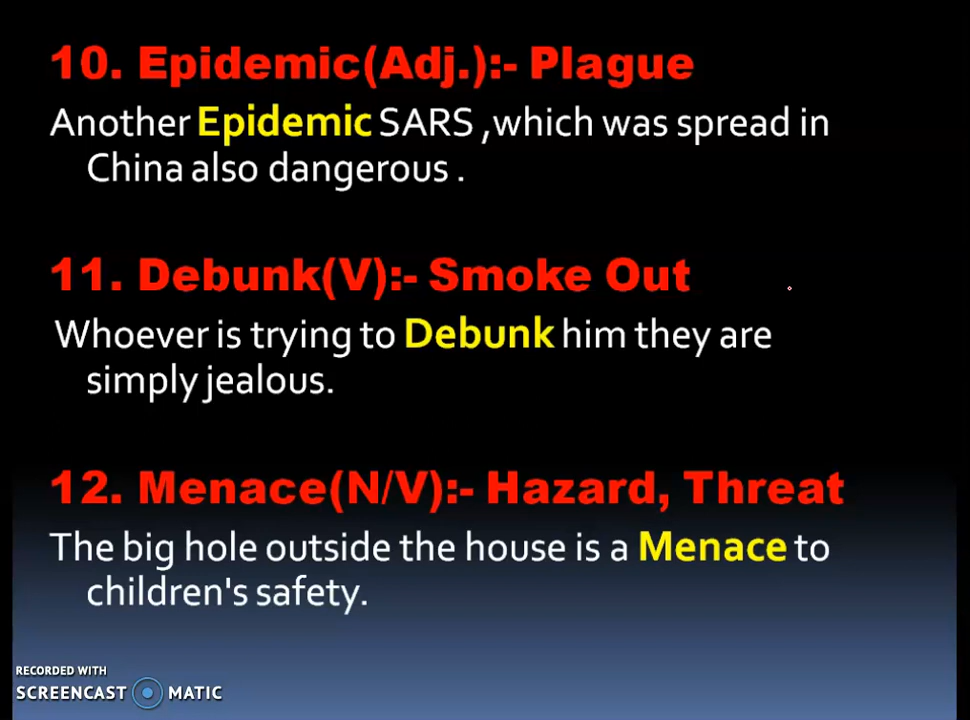 10. Epidemic(Adj.):- Plague
Another Epidemic SARS ,which was spread in
China also dangerous .
11. Debunk(V):- Smoke Out
Whoever is trying to Debunk him they are
simply jealous.
12. Menace(N/V):- Hazard, Threat
The big hole outside the house is a Menace to
children's safety.
RECORDED WITH
SCREENCAST MATIC